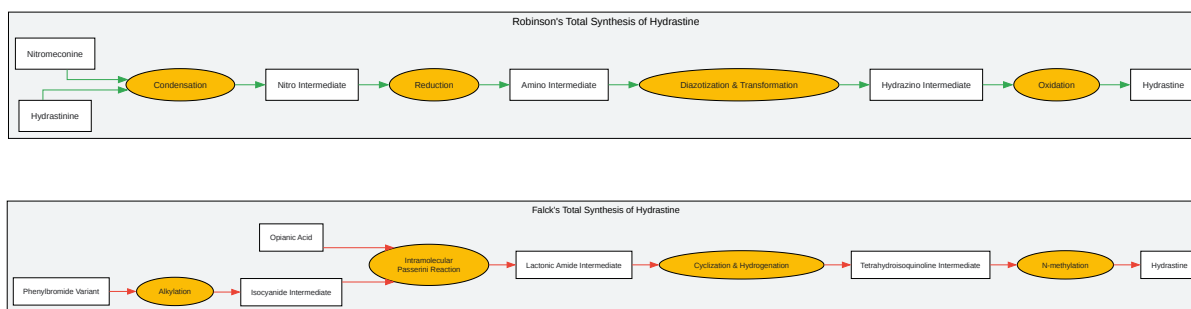 Robinson's Total Synthesis of Hydrastine
Nitromeconine
Hydrastinine
Condensation
Nitro Intermediate
Reduction
Amino Intermediate
Diazotization & Transformation
Hydrazino Intermediate
Oxidation
Hydrastine
Falck's Total Synthesis of Hydrastine
Opianic Acid
Phenylbromide Variant
Alkylation
Isocyanide Intermediate
Intramolecular
Passerini Reaction
Lactonic Amide Intermediate
Cyclization & Hydrogenation
Tetrahydroisoquinoline Intermediate
N-methylation
Hydrastine